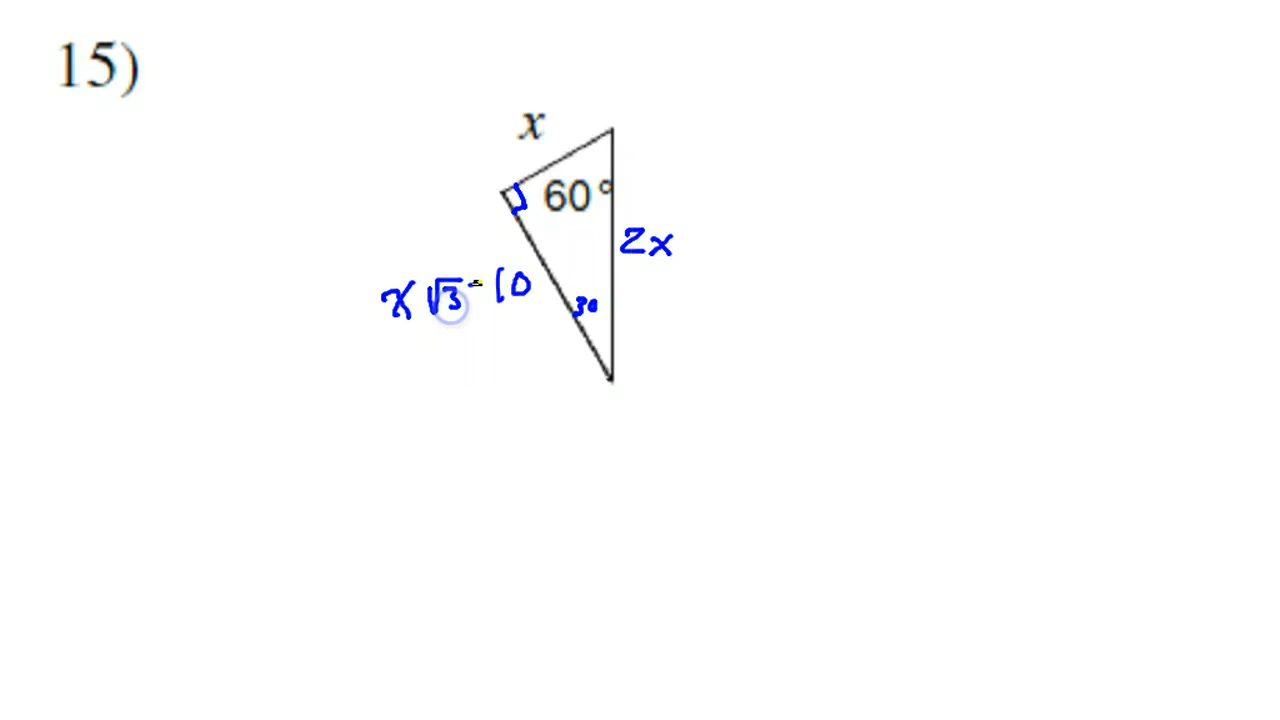 15)
x
60°
2x
x√3 = 10
30